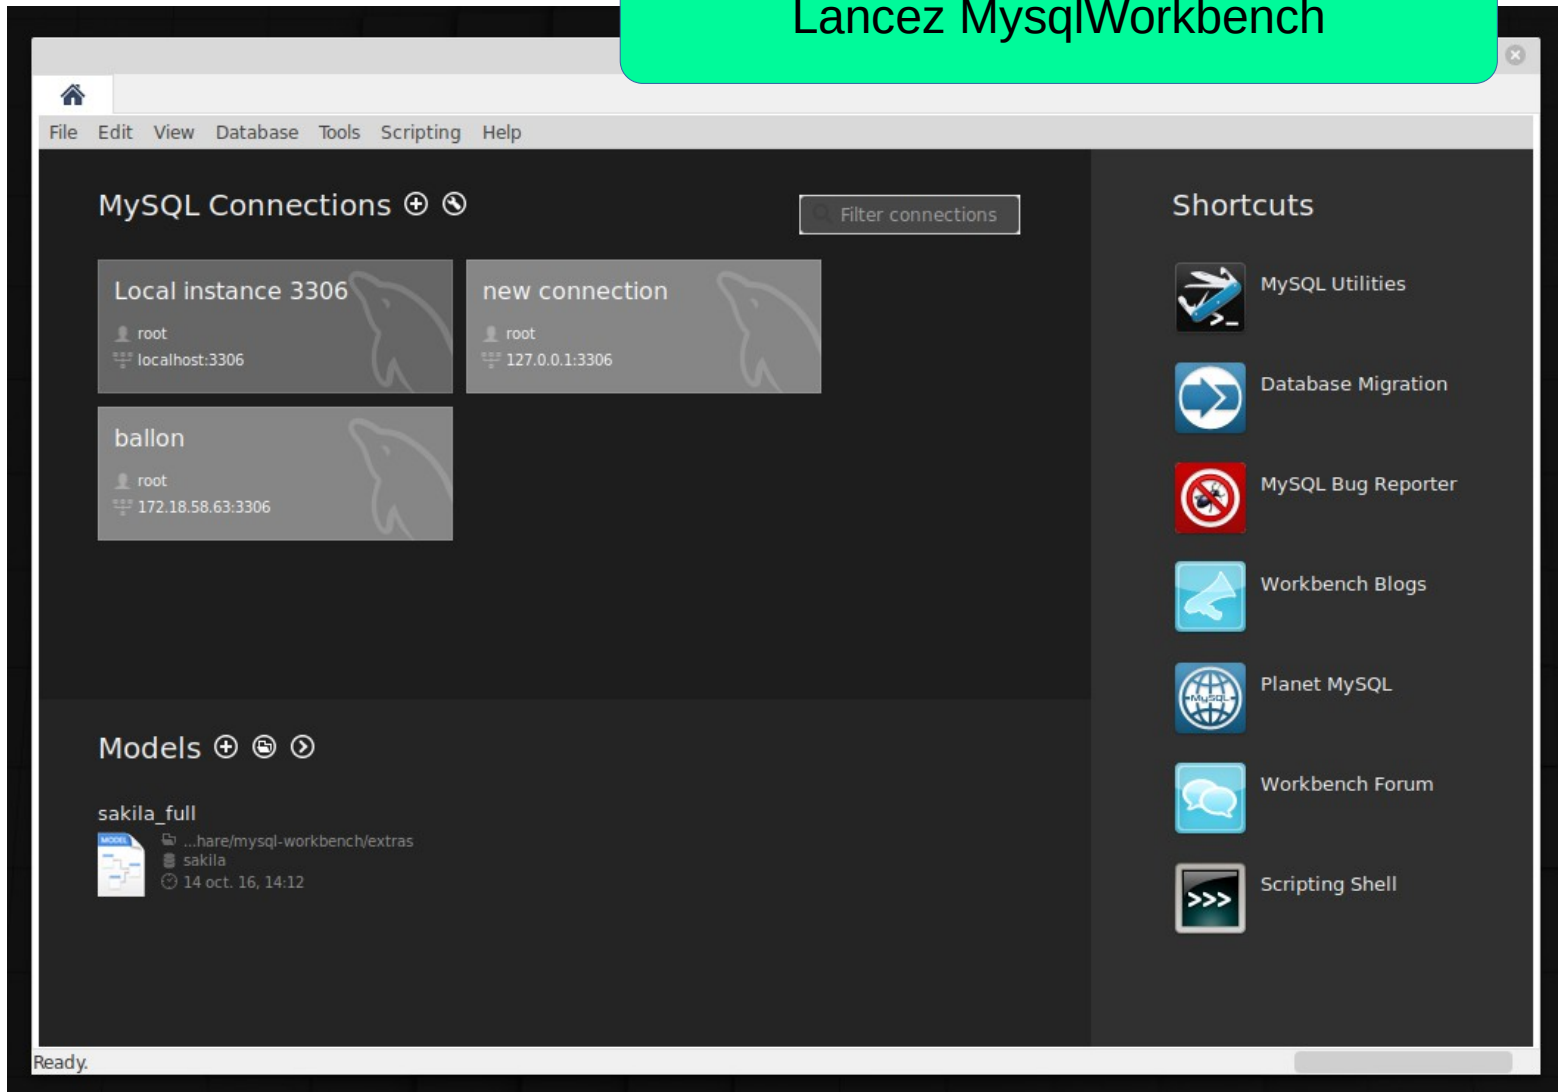 Lancez MysqlWorkbench
File Edit View Database Tools Scripting Help
MySQL Connections
Filter connections
Local instance 3306
root
localhost:3306
new connection
root
127.0.0.1:3306
ballon
root
172.18.58.63:3306
Models
sakila_full
MODEL
...hare/mysql-workbench/extras
sakila
14 oct. 16, 14:12
Shortcuts
>_
MySQL Utilities
Database Migration
MySQL Bug Reporter
Workbench Blogs
MySQL
Planet MySQL
Workbench Forum
>>>
Scripting Shell
Ready.